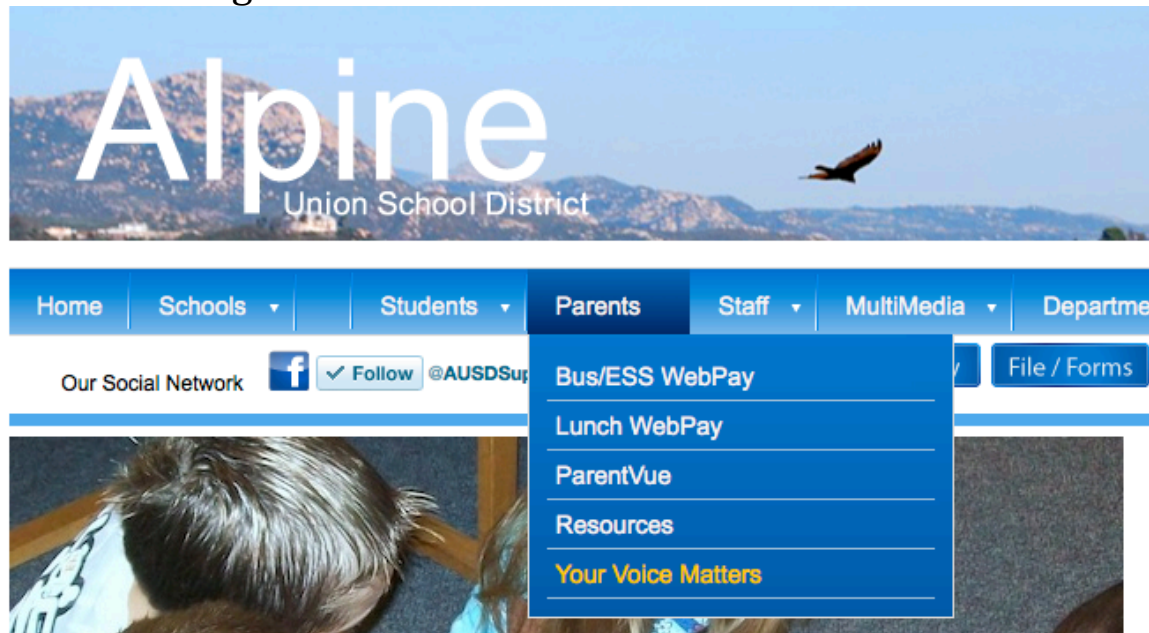 Alpine
Union School District
Home Schools Students Parents Staff MultiMedia
Our Social Network f Follow @AUSDSup File / Forms
Bus/ESS WebPay
Lunch WebPay
ParentVue
Resources
Your Voice Matters